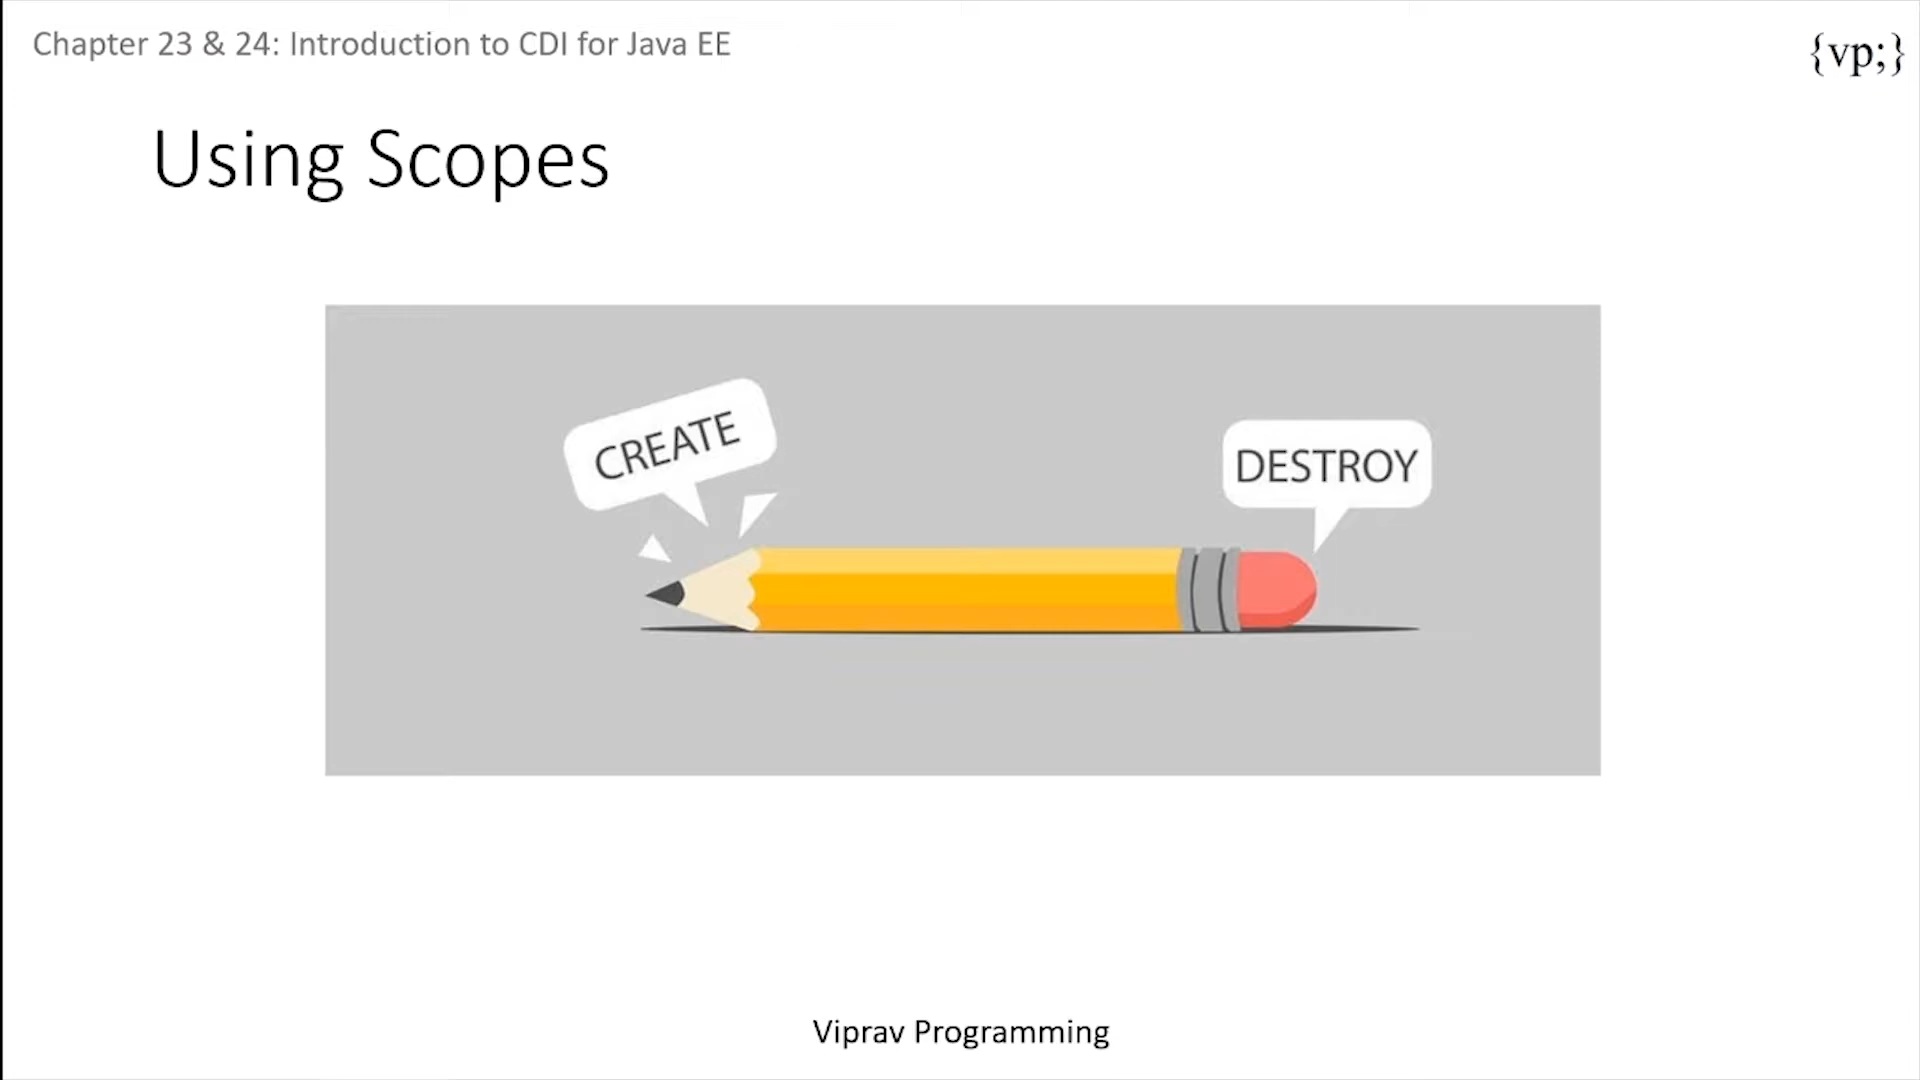 Chapter 23 & 24: Introduction to CDI for Java EE
{vp;}
Using Scopes
CREATE
DESTROY
Viprav Programming